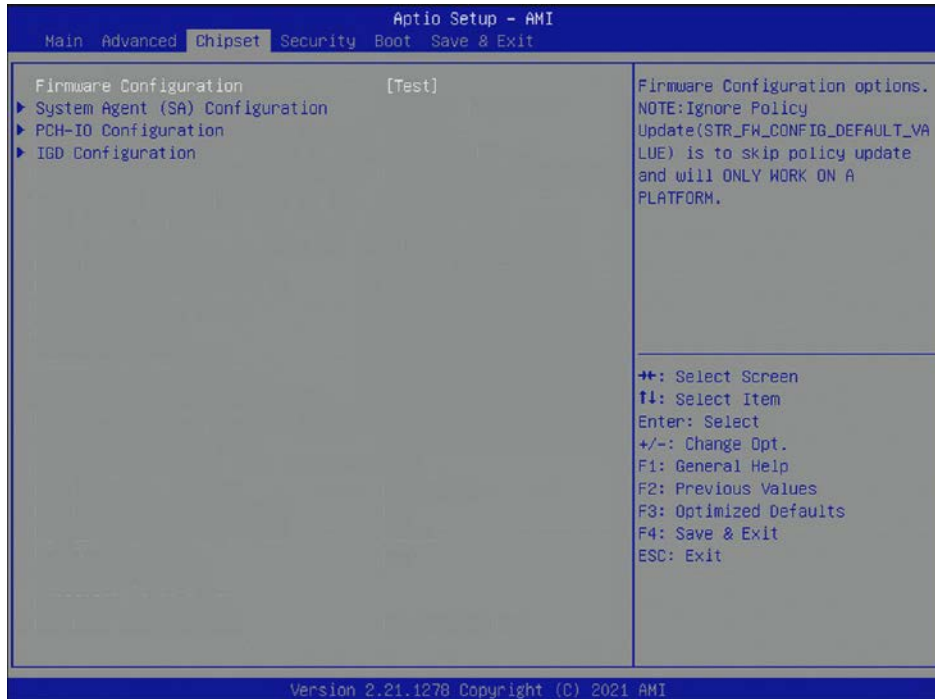 Aptio Setup – AMI
Main Advanced Chipset Security Boot Save & Exit
Firmware Configuration [Test]
▶ System Agent (SA) Configuration
▶ PCH-IO Configuration
▶ IGD Configuration
Firmware Configuration options.
NOTE:Ignore Policy
Update(STR_FW_CONFIG_DEFAULT_VA
LUE) is to skip policy update
and will ONLY WORK ON A
PLATFORM.
→←: Select Screen
↑↓: Select Item
Enter: Select
+/-: Change Opt.
F1: General Help
F2: Previous Values
F3: Optimized Defaults
F4: Save & Exit
ESC: Exit
Version 2.21.1278 Copyright (C) 2021 AMI